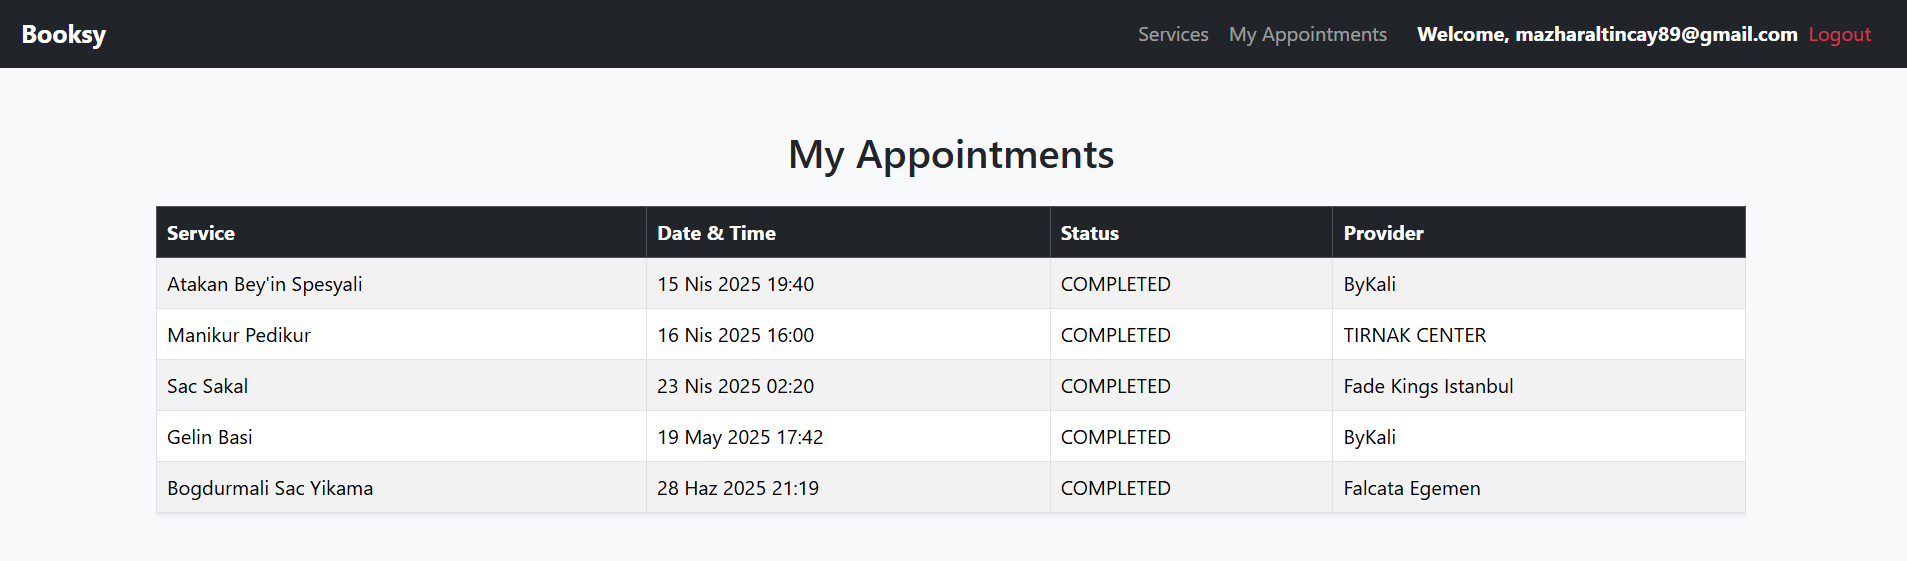 Booksy Services My Appointments Welcome, mazharaltincay89@gmail.com Logout
My Appointments
Service Date & Time Status Provider
Atakan Bey'in Spesyali 15 Nis 2025 19:40 COMPLETED ByKali
Manikur Pedikur 16 Nis 2025 16:00 COMPLETED TIRNAK CENTER
Sac Sakal 23 Nis 2025 02:20 COMPLETED Fade Kings Istanbul
Gelin Basi 19 May 2025 17:42 COMPLETED ByKali
Bogdurmali Sac Yikama 28 Haz 2025 21:19 COMPLETED Falcata Egemen